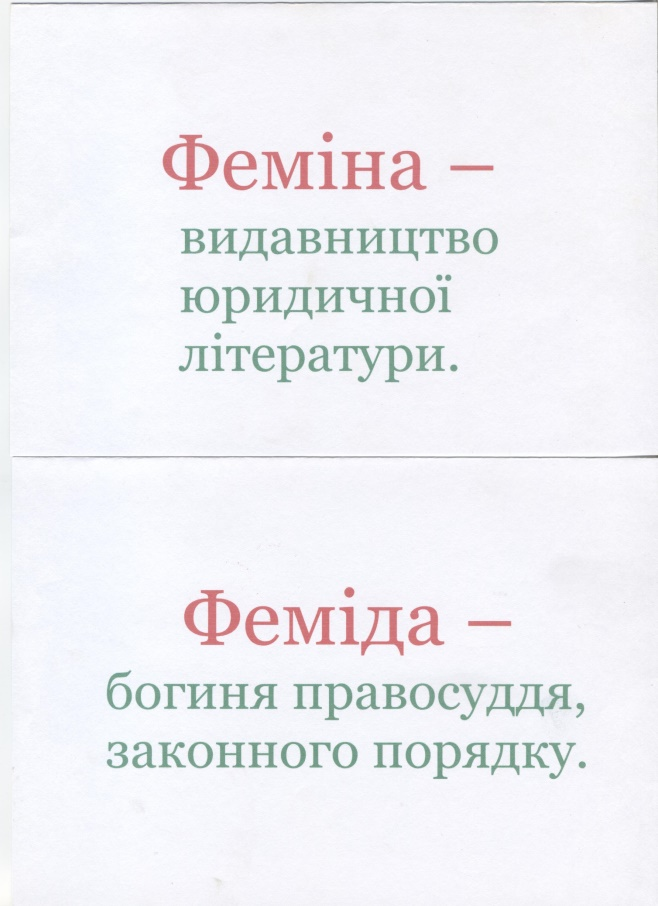 Феміна –
видавництво
юридичної
літератури.
Феміда –
богиня правосуддя,
законного порядку.